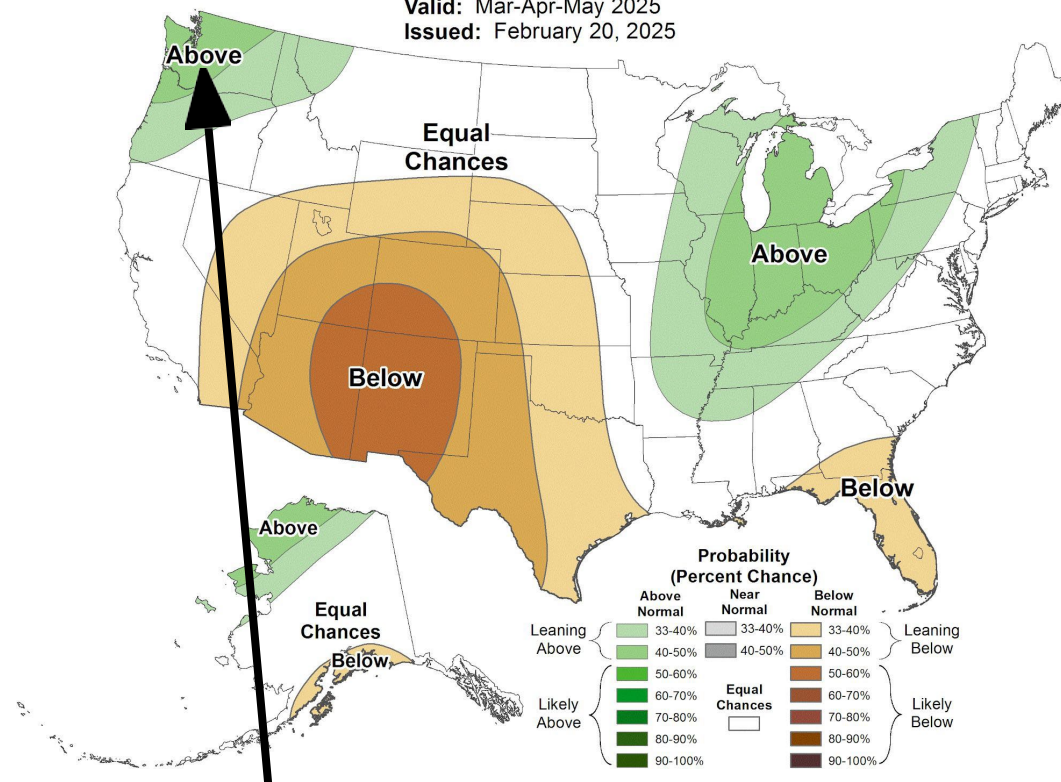 Valid: Mar-Apr-May 2025
Issued: February 20, 2025
Above
Equal
Chances
Above
Below
Below
Above
Equal
Chances
Below
Probability
(Percent Chance)
Above
Normal
Near
Normal
Below
Normal
Leaning
Above
33-40%
33-40%
33-40%
Leaning
Below
40-50%
40-50%
40-50%
Likely
Above
50-60%
60-70%
70-80%
80-90%
90-100%
Equal
Chances
50-60%
60-70%
70-80%
80-90%
90-100%
Likely
Below